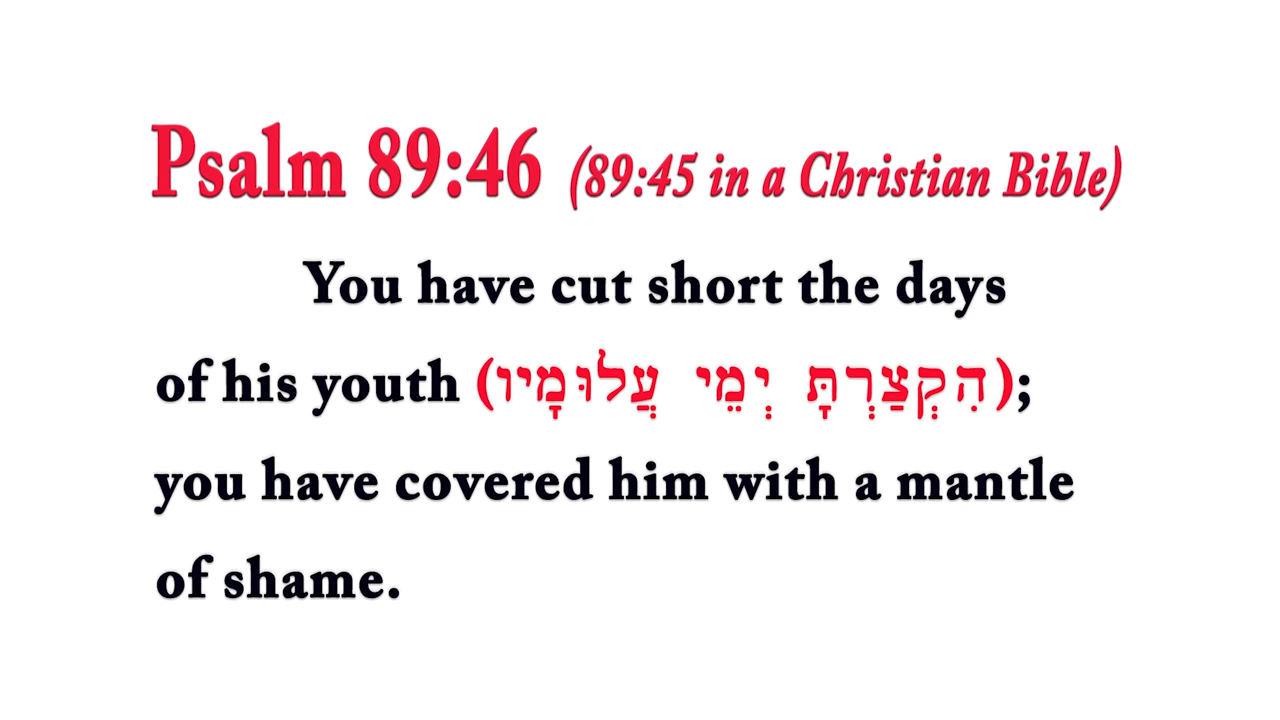 Psalm 89:46 (89:45 in a Christian Bible)
You have cut short the days
of his youth (הִקְצַרְתָּ יְמֵי עֲלוּמָיו);
you have covered him with a mantle
of shame.